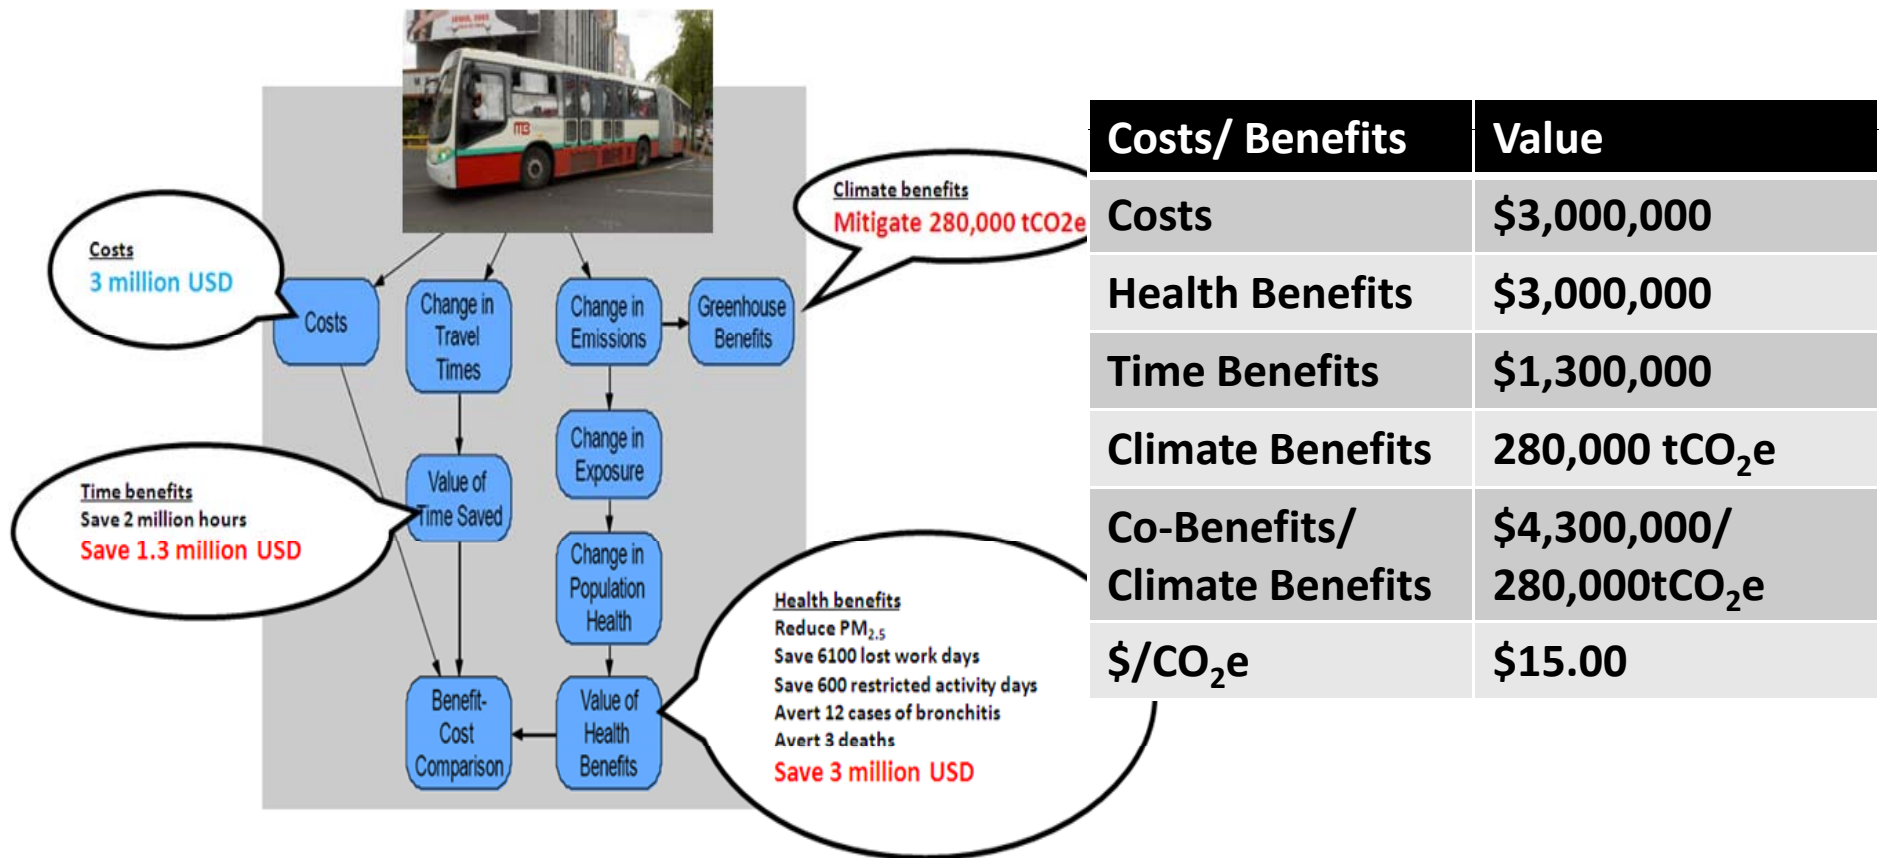 Costs
3 million USD
Climate benefits
Mitigate 280,000 tCO2e
Costs
Change in
Travel
Times
Change in
Emissions
Greenhouse
Benefits
Change in
Exposure
Time benefits
Save 2 million hours
Save 1.3 million USD
Value of
Time Saved
Change in
Population
Health
Health benefits
Reduce PM2.5
Save 6100 lost work days
Save 600 restricted activity days
Avert 12 cases of bronchitis
Avert 3 deaths
Save 3 million USD
Benefit-
Cost
Comparison
Value of
Health
Benefits
Costs/ Benefits Value
Costs $3,000,000
Health Benefits $3,000,000
Time Benefits $1,300,000
Climate Benefits 280,000 tCO2e
Co-Benefits/ $4,300,000/
Climate Benefits 280,000tCO2e
$/CO2e $15.00